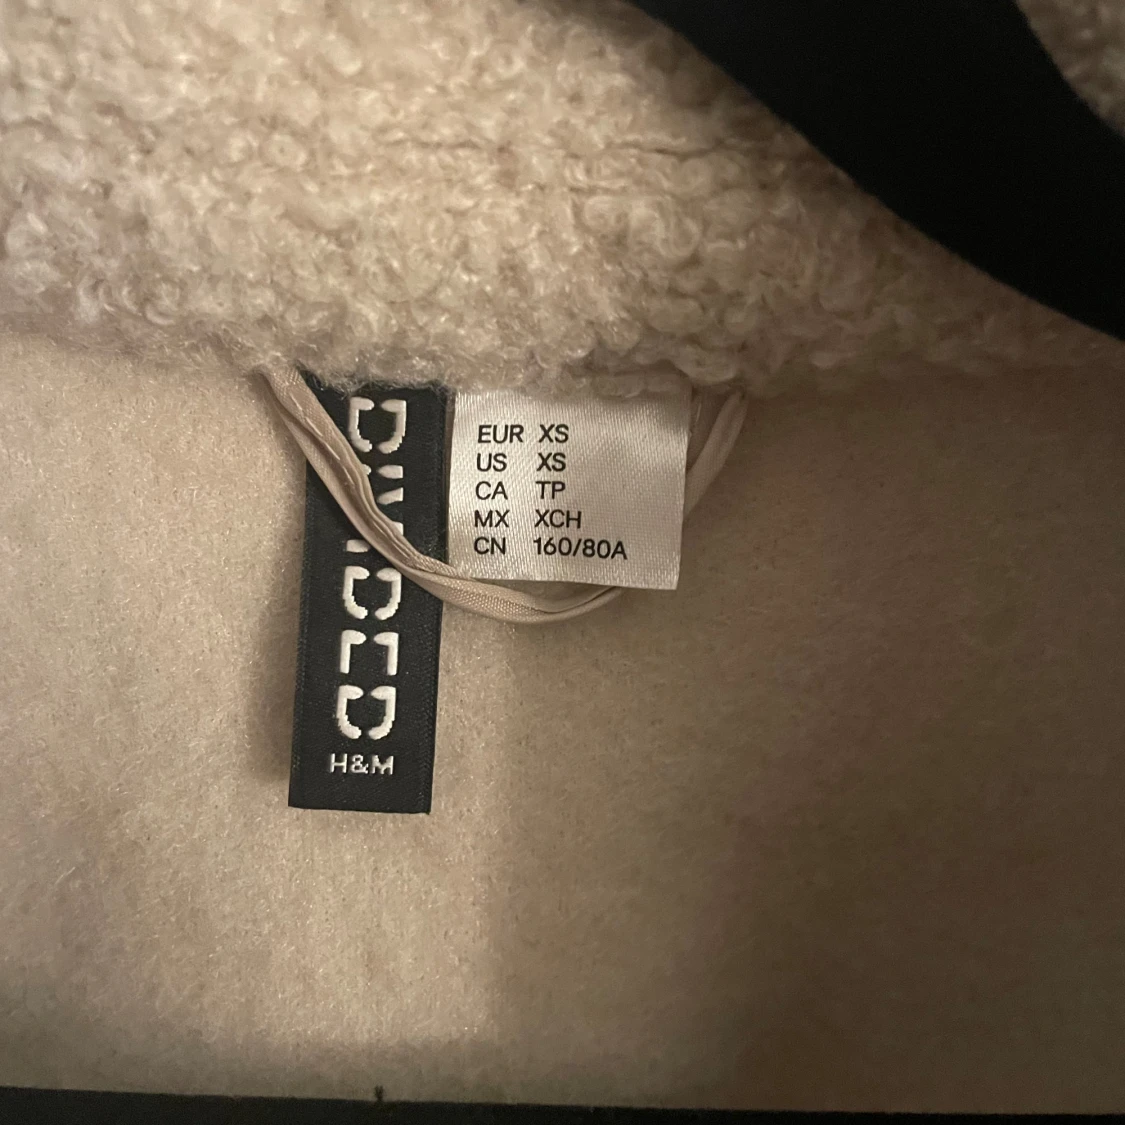 DIVIDED
H&M
EUR XS
US XS
CA TP
MX XCH
CN 160/80A